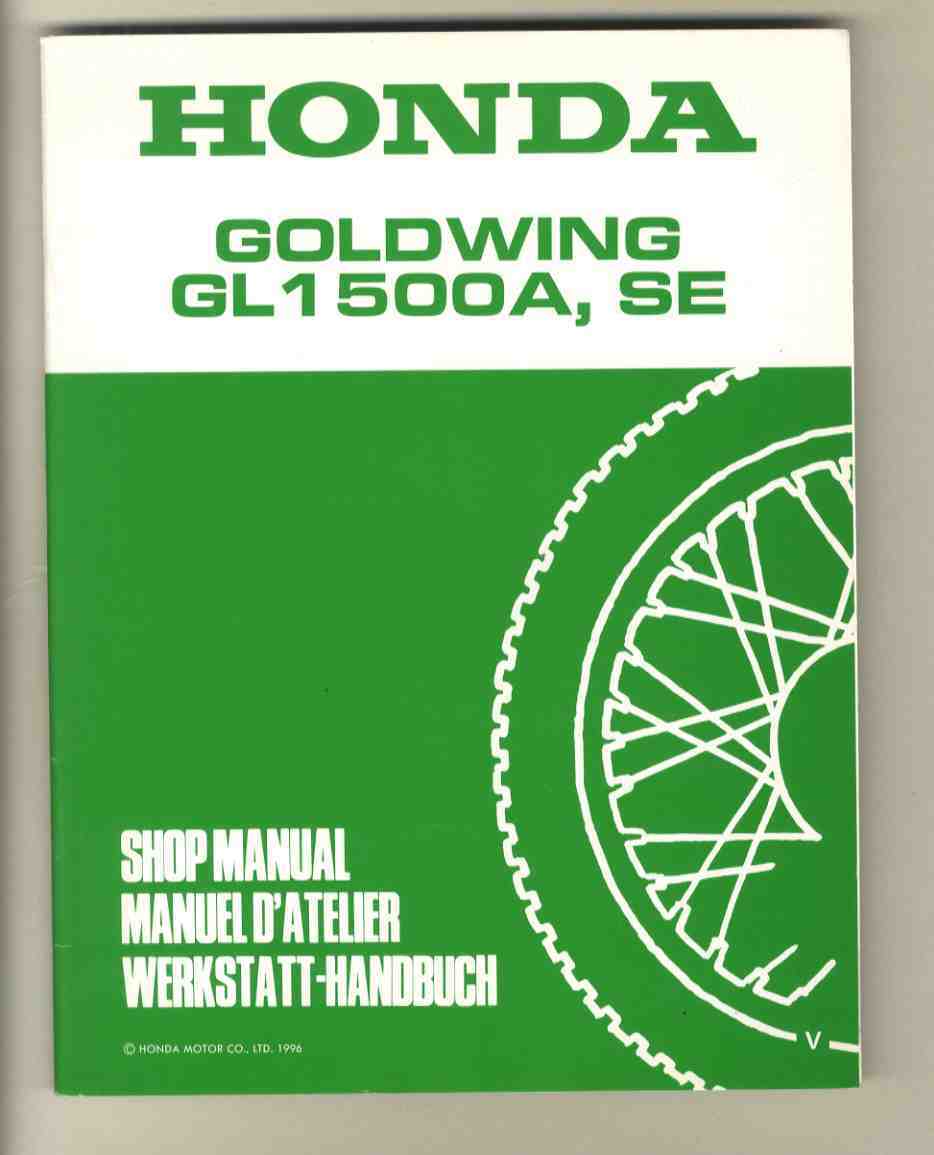 HONDA
GOLDWING
GL1500A, SE
SHOP MANUAL
MANUEL D'ATELIER
WERKSTATT-HANDBUCH
© HONDA MOTOR CO., LTD. 1996
V